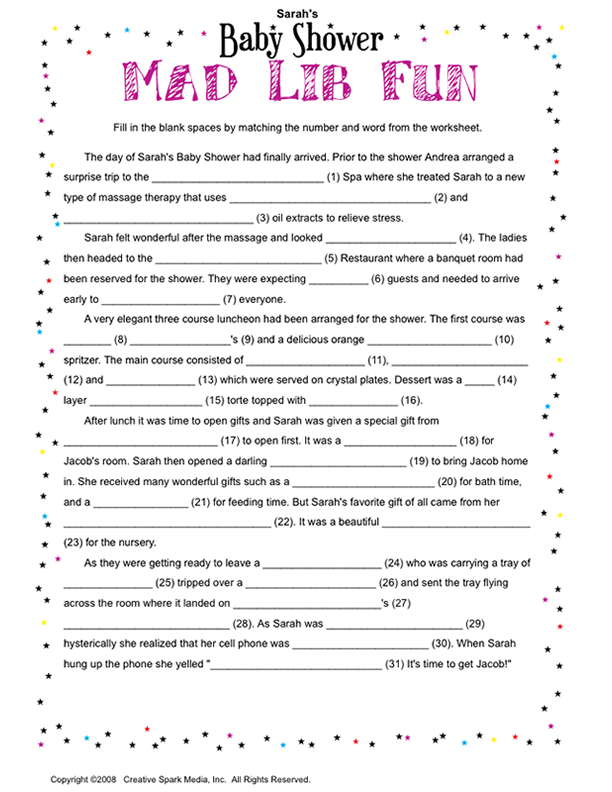 Sarah's
Baby Shower
Mad Lib Fun
Fill in the blank spaces by matching the number and word from the worksheet.
The day of Sarah's Baby Shower had finally arrived. Prior to the shower Andrea arranged a
surprise trip to the ____________________________ (1) Spa where she treated Sarah to a new
type of massage therapy that uses _________________________________ (2) and
_______________________________ (3) oil extracts to relieve stress.
Sarah felt wonderful after the massage and looked _____________________ (4). The ladies
then headed to the ___________________________ (5) Restaurant where a banquet room had
been reserved for the shower. They were expecting __________ (6) guests and needed to arrive
early to ___________________ (7) everyone.
A very elegant three course luncheon had been arranged for the shower. The first course was
________ (8) ________________'s (9) and a delicious orange ____________________ (10)
spritzer. The main course consisted of ___________________ (11), ______________________
(12) and ______________ (13) which were served on crystal plates. Dessert was a _____ (14)
layer __________________ (15) torte topped with ______________ (16).
After lunch it was time to open gifts and Sarah was given a special gift from
_________________________ (17) to open first. It was a __________________ (18) for
Jacob's room. Sarah then opened a darling ______________________ (19) to bring Jacob home
in. She received many wonderful gifts such as a _______________________ (20) for bath time,
and a _______________ (21) for feeding time. But Sarah's favorite gift of all came from her
__________________________________ (22). It was a beautiful ________________________
(23) for the nursery.
As they were getting ready to leave a ___________________ (24) who was carrying a tray of
______________ (25) tripped over a _____________________ (26) and sent the tray flying
across the room where it landed on ________________________'s (27)
___________________________ (28). As Sarah was ______________________ (29)
hysterically she realized that her cell phone was ______________________ (30). When Sarah
hung up the phone she yelled "____________________________ (31) It's time to get Jacob!"
Copyright ©2008 Creative Spark Media, Inc. All Rights Reserved.